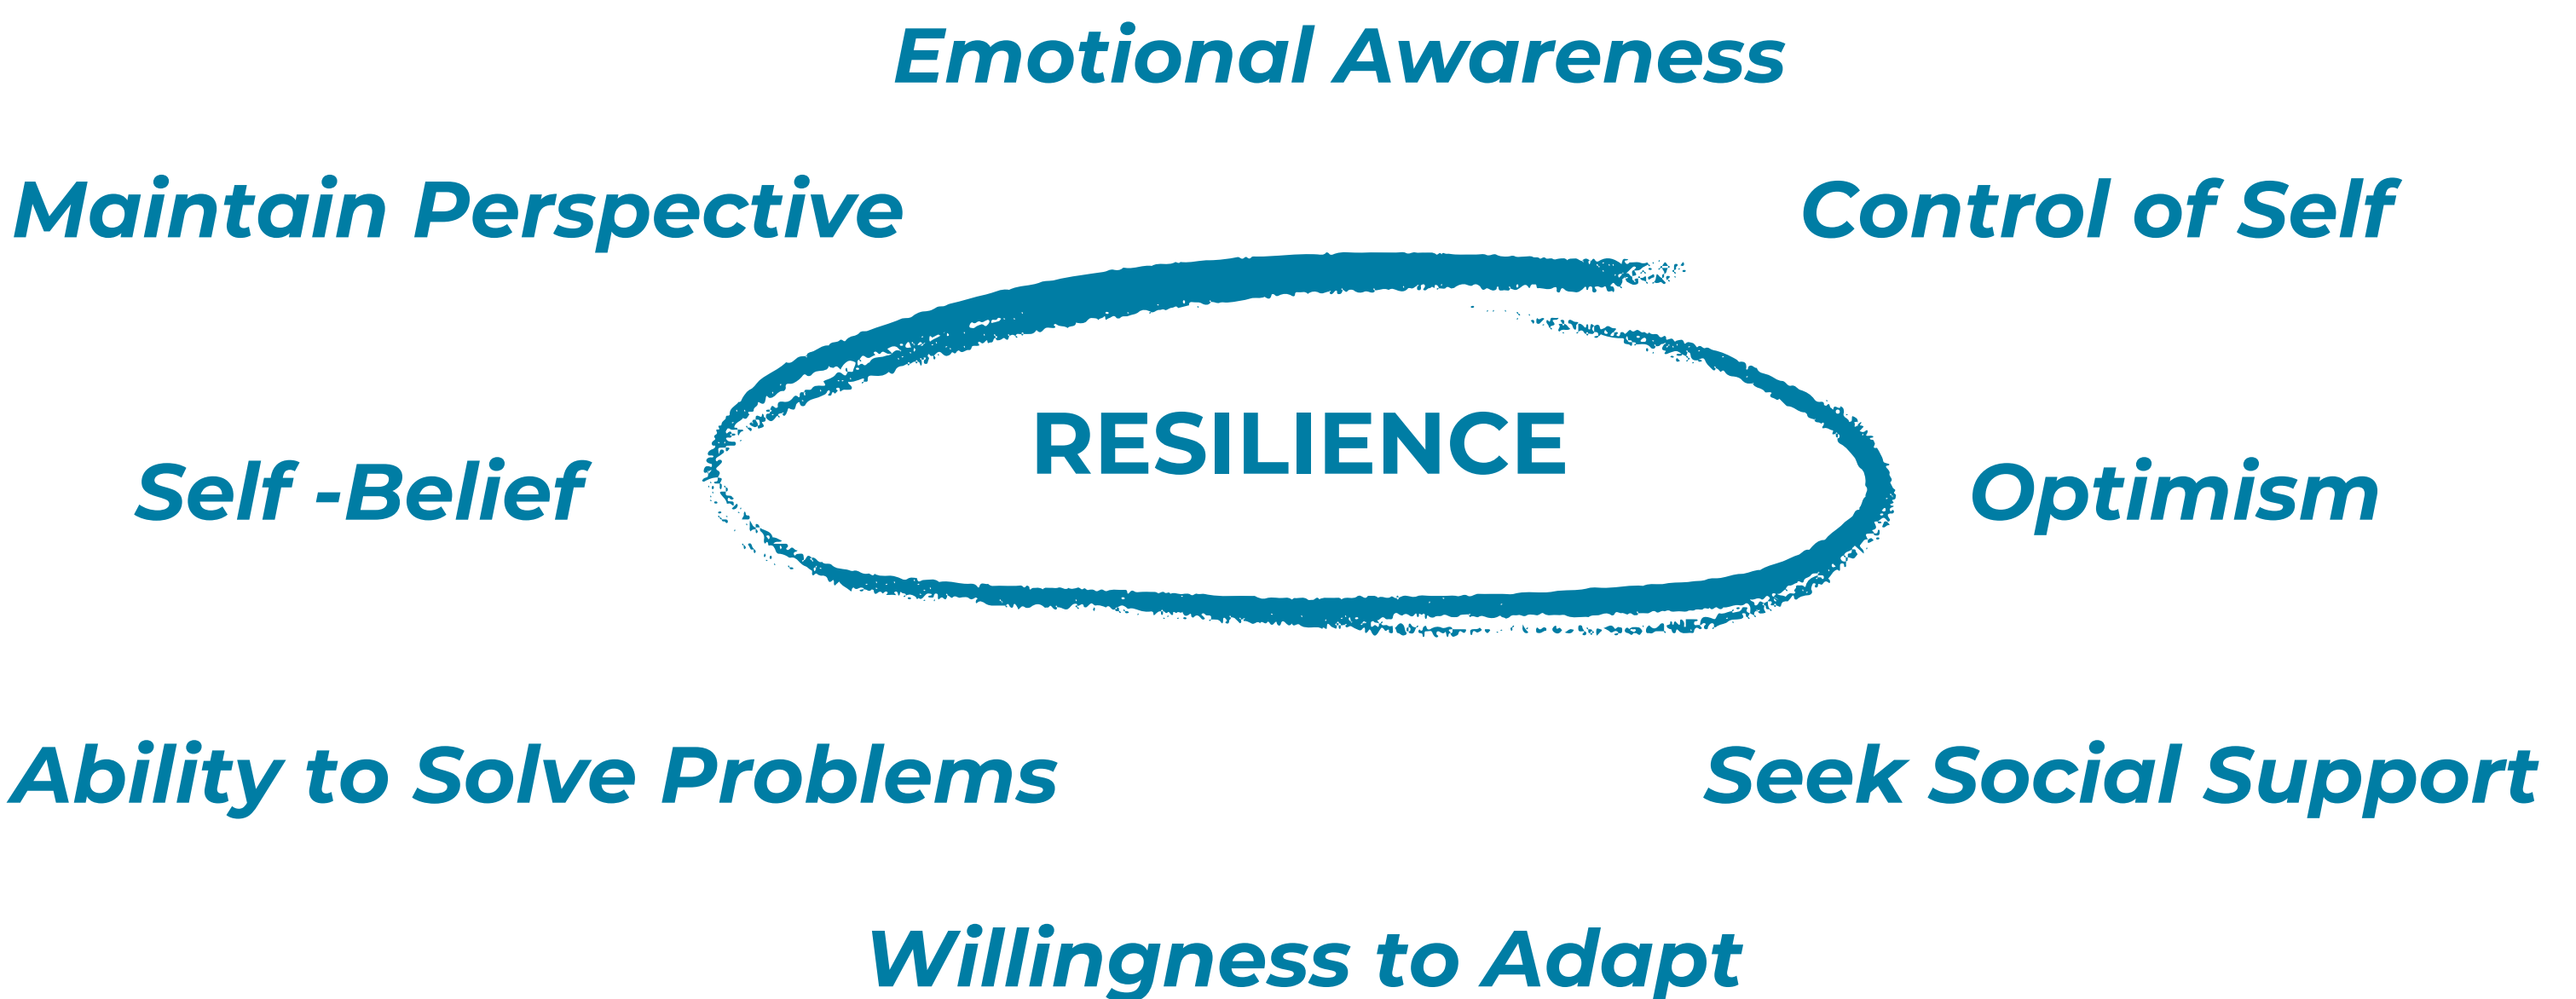 Emotional Awareness
Maintain Perspective
Control of Self
RESILIENCE
Self -Belief
Optimism
Ability to Solve Problems
Seek Social Support
Willingness to Adapt